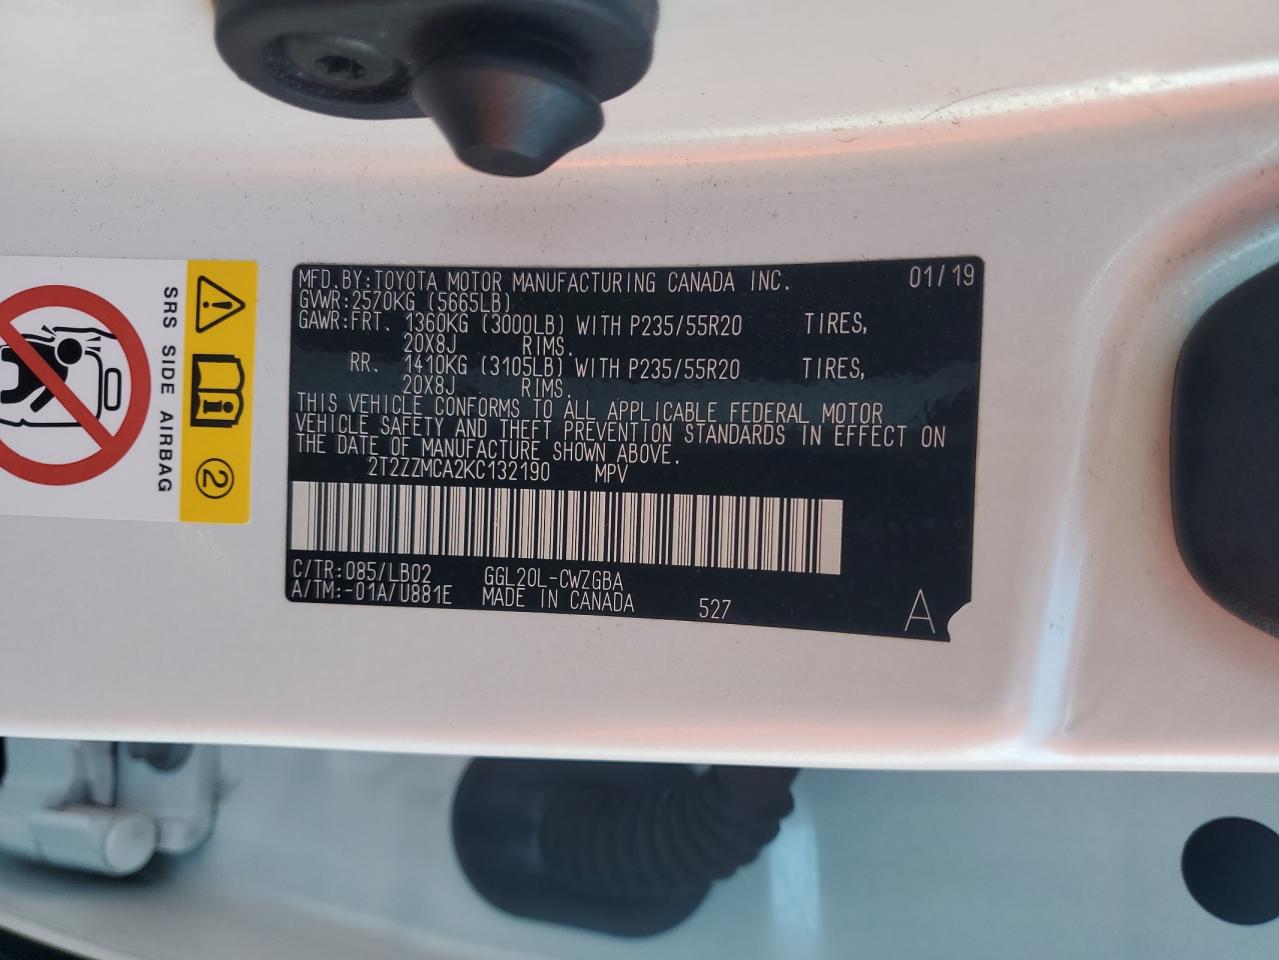 MFD.BY:TOYOTA MOTOR MANUFACTURING CANADA INC. 01/19
GVWR:2570KG (5665LB)
GAWR:FRT. 1360KG (3000LB) WITH P235/55R20 TIRES,
20X8J RIMS.
RR. 1410KG (3105LB) WITH P235/55R20 TIRES,
20X8J RIMS.
THIS VEHICLE CONFORMS TO ALL APPLICABLE FEDERAL MOTOR
VEHICLE SAFETY AND THEFT PREVENTION STANDARDS IN EFFECT ON
THE DATE OF MANUFACTURE SHOWN ABOVE.
2T2ZZMCA2KC132190 MPV
C/TR:085/LB02 GGL20L-CWZGBA
A/TM:-01A/U881E MADE IN CANADA 527 A
SRS SIDE AIRBAG
2